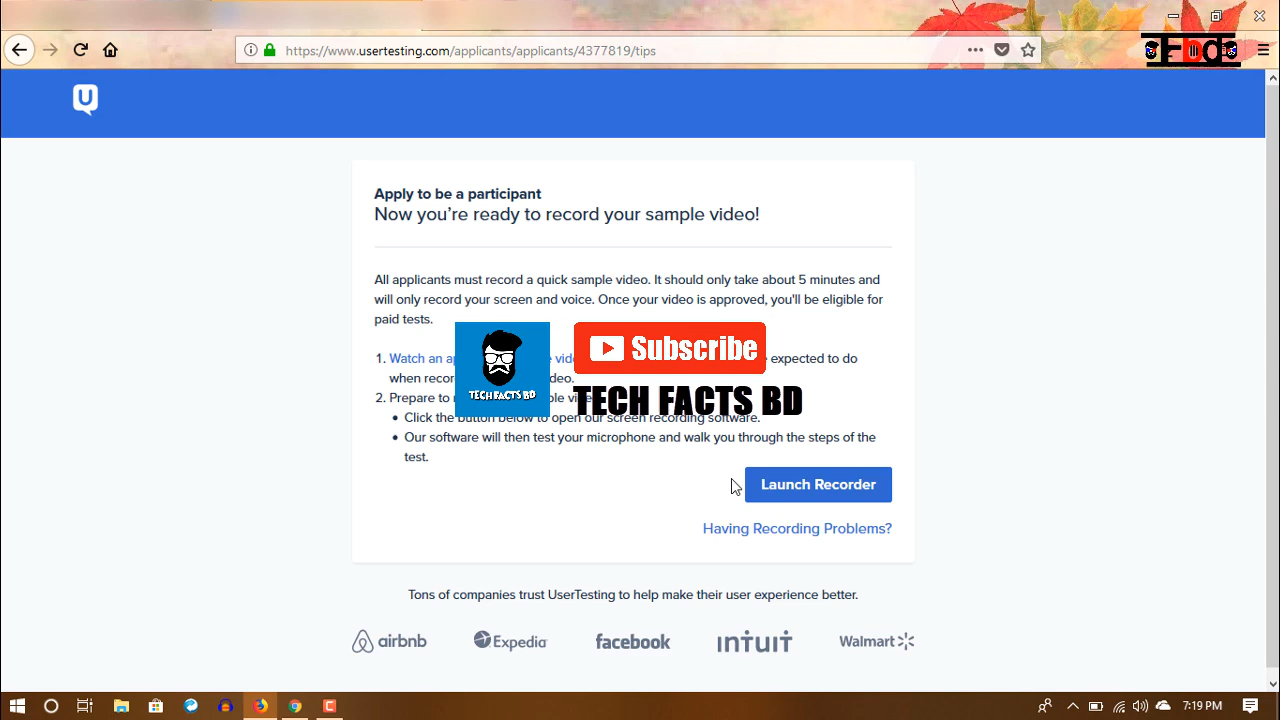 https://www.usertesting.com/applicants/applicants/4377819/tips
Tbd
U
Apply to be a participant
Now you're ready to record your sample video!
All applicants must record a quick sample video. It should only take about 5 minutes and
will only record your screen and voice. Once your video is approved, you'll be eligible for
paid tests.
1. Watch an ap vide expected to do
when recor deo.
2. Prepare to ple vide
• Click the button below to open our screen recording software.
• Our software will then test your microphone and walk you through the steps of the
test.
TECH FACTS BD
Subscribe
TECH FACTS BD
Launch Recorder
Having Recording Problems?
Tons of companies trust UserTesting to help make their user experience better.
airbnb
Expedia
facebook
intuit
Walmart
7:19 PM